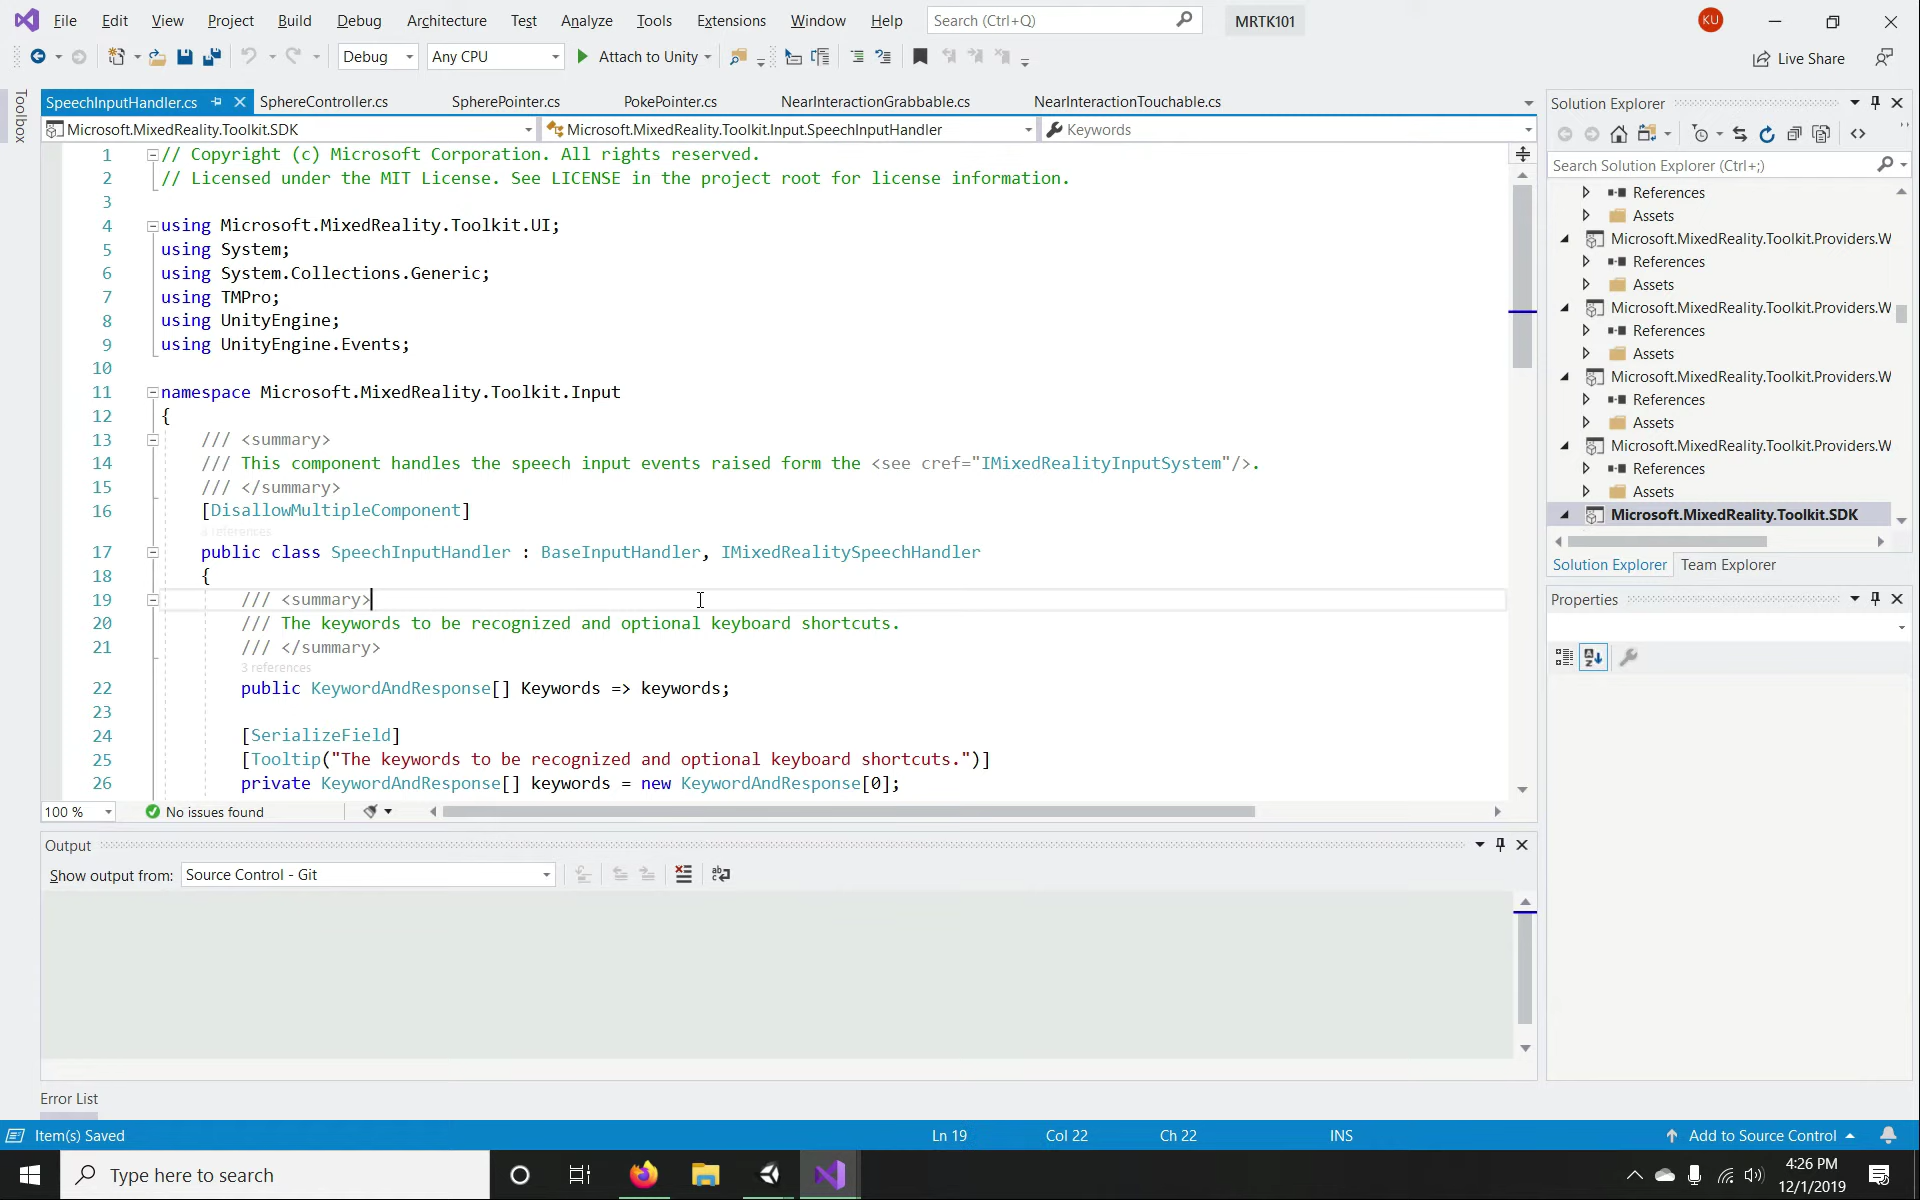 File Edit View Project Build Debug Architecture Test Analyze Tools Extensions Window Help Search (Ctrl+Q) MRTK101 KU
Debug Any CPU Attach to Unity Live Share
Toolbox
SpeechInputHandler.cs SphereController.cs SpherePointer.cs PokePointer.cs NearInteractionGrabbable.cs NearInteractionTouchable.cs
Microsoft.MixedReality.Toolkit.SDK Microsoft.MixedReality.Toolkit.Input.SpeechInputHandler Keywords
1 // Copyright (c) Microsoft Corporation. All rights reserved.
2 // Licensed under the MIT License. See LICENSE in the project root for license information.
3
4 using Microsoft.MixedReality.Toolkit.UI;
5 using System;
6 using System.Collections.Generic;
7 using TMPro;
8 using UnityEngine;
9 using UnityEngine.Events;
10
11 namespace Microsoft.MixedReality.Toolkit.Input
12 {
13 /// <summary>
14 /// This component handles the speech input events raised form the <see cref="IMixedRealityInputSystem"/>.
15 /// </summary>
16 [DisallowMultipleComponent]
references
17 public class SpeechInputHandler : BaseInputHandler, IMixedRealitySpeechHandler
18 {
19 /// <summary>
20 /// The keywords to be recognized and optional keyboard shortcuts.
21 /// </summary>
3 references
22 public KeywordAndResponse[] Keywords => keywords;
23
24 [SerializeField]
25 [Tooltip("The keywords to be recognized and optional keyboard shortcuts.")]
26 private KeywordAndResponse[] keywords = new KeywordAndResponse[0];
100 % No issues found
Output
Show output from: Source Control - Git
Error List
Solution Explorer
Search Solution Explorer (Ctrl+;)
References
Assets
Microsoft.MixedReality.Toolkit.Providers.W
References
Assets
Microsoft.MixedReality.Toolkit.Providers.W
References
Assets
Microsoft.MixedReality.Toolkit.Providers.W
References
Assets
Microsoft.MixedReality.Toolkit.Providers.W
References
Assets
Microsoft.MixedReality.Toolkit.SDK
Solution Explorer Team Explorer
Properties
Item(s) Saved Ln 19 Col 22 Ch 22 INS Add to Source Control
Type here to search
4:26 PM
12/1/2019